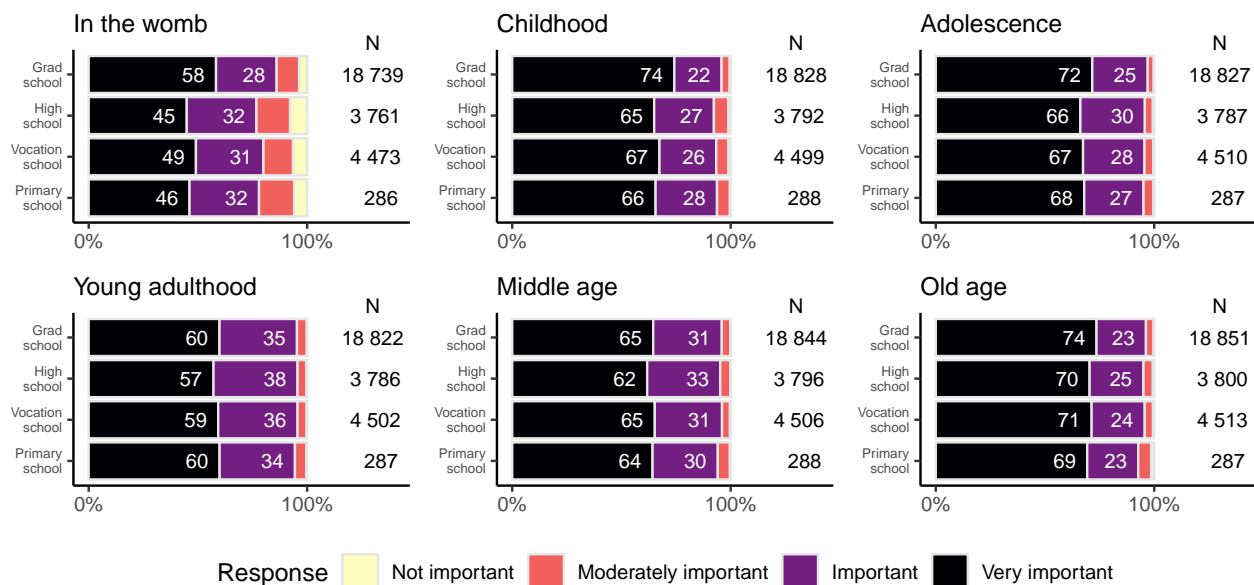 In the womb
N
Grad school 58 28 18 739
High school 45 32 3 761
Vocation school 49 31 4 473
Primary school 46 32 286
0% 100%
Childhood
N
Grad school 74 22 18 828
High school 65 27 3 792
Vocation school 67 26 4 499
Primary school 66 28 288
0% 100%
Adolescence
N
Grad school 72 25 18 827
High school 66 30 3 787
Vocation school 67 28 4 510
Primary school 68 27 287
0% 100%
Young adulthood
N
Grad school 60 35 18 822
High school 57 38 3 786
Vocation school 59 36 4 502
Primary school 60 34 287
0% 100%
Middle age
N
Grad school 65 31 18 844
High school 62 33 3 796
Vocation school 65 31 4 506
Primary school 64 30 288
0% 100%
Old age
N
Grad school 74 23 18 851
High school 70 25 3 800
Vocation school 71 24 4 513
Primary school 69 23 287
0% 100%
Response Not important Moderately important Important Very important